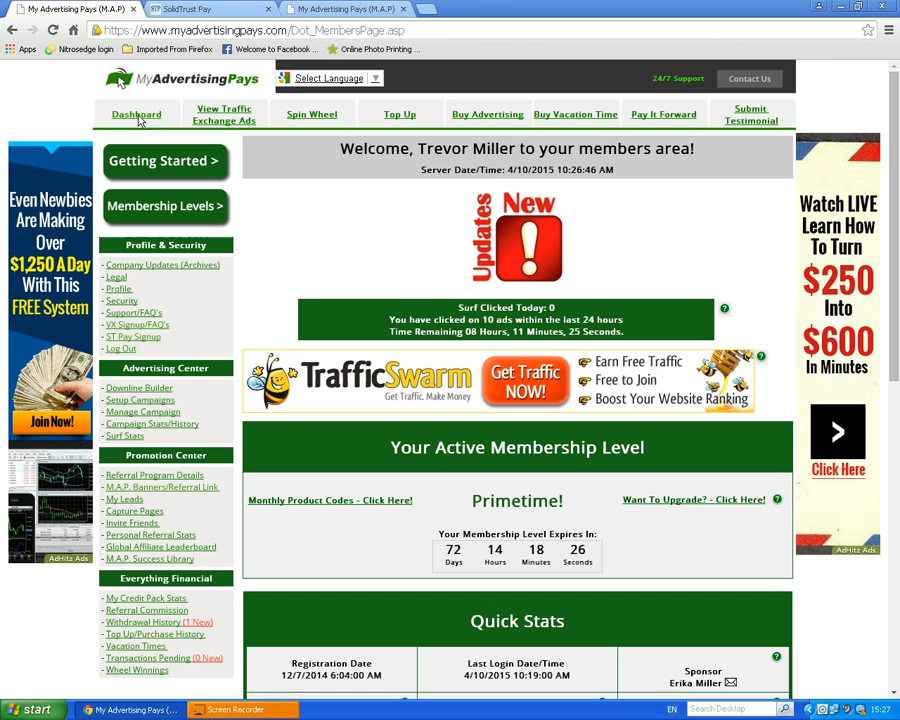 My Advertising Pays (M.A.P)
SolidTrust Pay
My Advertising Pays (M.A.P)
https://www.myadvertisingpays.com/Dot_MembersPage.asp
Apps
Nitrosedge login
Imported From Firefox
Welcome to Facebook ...
Online Photo Printing ...
MyAdvertisingPays
Select Language
24/7 Support
Contact Us
Dashboard
View Traffic
Exchange Ads
Spin Wheel
Top Up
Buy Advertising
Buy Vacation Time
Pay It Forward
Submit
Testimonial
Even Newbies
Are Making
Over
$1,250 A Day
With This
FREE System
Join Now!
AdHitz Ads
Getting Started >
Membership Levels >
Profile & Security
- Company Updates (Archives)
- Legal
- Profile
- Security
- Support/FAQ's
- VX Signup/FAQ's
- ST Pay Signup
- Log Out
Advertising Center
- Downline Builder
- Setup Campaigns
- Manage Campaign
- Campaign Stats/History
- Surf Stats
Promotion Center
- Referral Program Details
- M.A.P. Banners/Referral Link
- My Leads
- Capture Pages
- Invite Friends
- Personal Referral Stats
- Global Affiliate Leaderboard
- M.A.P. Success Library
Everything Financial
- My Credit Pack Stats
- Referral Commission
- Withdrawal History (1 New)
- Top Up/Purchase History
- Vacation Times
- Transactions Pending (0 New)
- Wheel Winnings
Welcome, Trevor Miller to your members area!
Server Date/Time: 4/10/2015 10:26:46 AM
Updates
New
!
Surf Clicked Today: 0
You have clicked on 10 ads within the last 24 hours
Time Remaining 08 Hours, 11 Minutes, 25 Seconds.
TrafficSwarm
Get Traffic. Make Money
Get Traffic
NOW!
Earn Free Traffic
Free to Join
Boost Your Website Ranking
Your Active Membership Level
Monthly Product Codes - Click Here!
Primetime!
Want To Upgrade? - Click Here!
Your Membership Level Expires In:
72 14 18 26
Days Hours Minutes Seconds
Quick Stats
Registration Date
12/7/2014 6:04:00 AM
Last Login Date/Time
4/10/2015 10:19:00 AM
Sponsor
Erika Miller
Watch LIVE
Learn How
To Turn
$250
Into
$600
In Minutes
>
Click Here
AdHitz Ads
start
My Advertising Pays (...
Screen Recorder
EN
Search Desktop
15:27